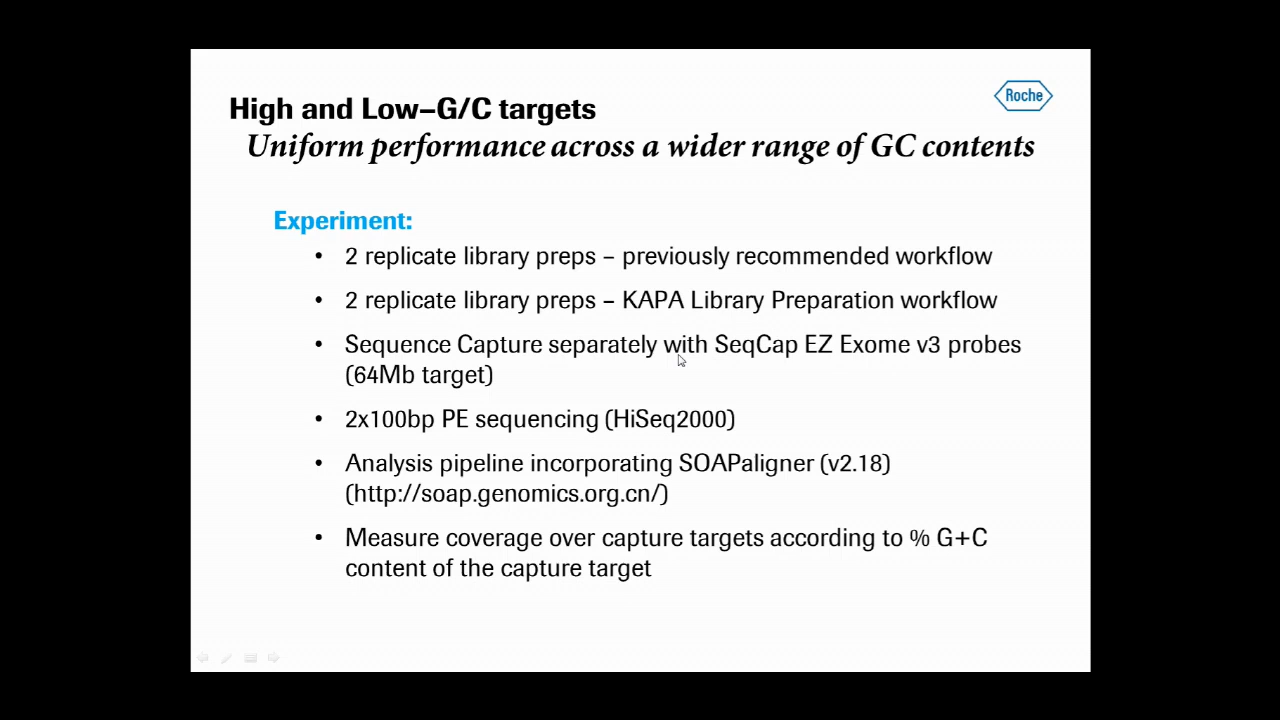 Roche
High and Low–G/C targets
Uniform performance across a wider range of GC contents
Experiment:
• 2 replicate library preps – previously recommended workflow
• 2 replicate library preps – KAPA Library Preparation workflow
• Sequence Capture separately with SeqCap EZ Exome v3 probes
(64Mb target)
• 2x100bp PE sequencing (HiSeq2000)
• Analysis pipeline incorporating SOAPaligner (v2.18)
(http://soap.genomics.org.cn/)
• Measure coverage over capture targets according to % G+C
content of the capture target